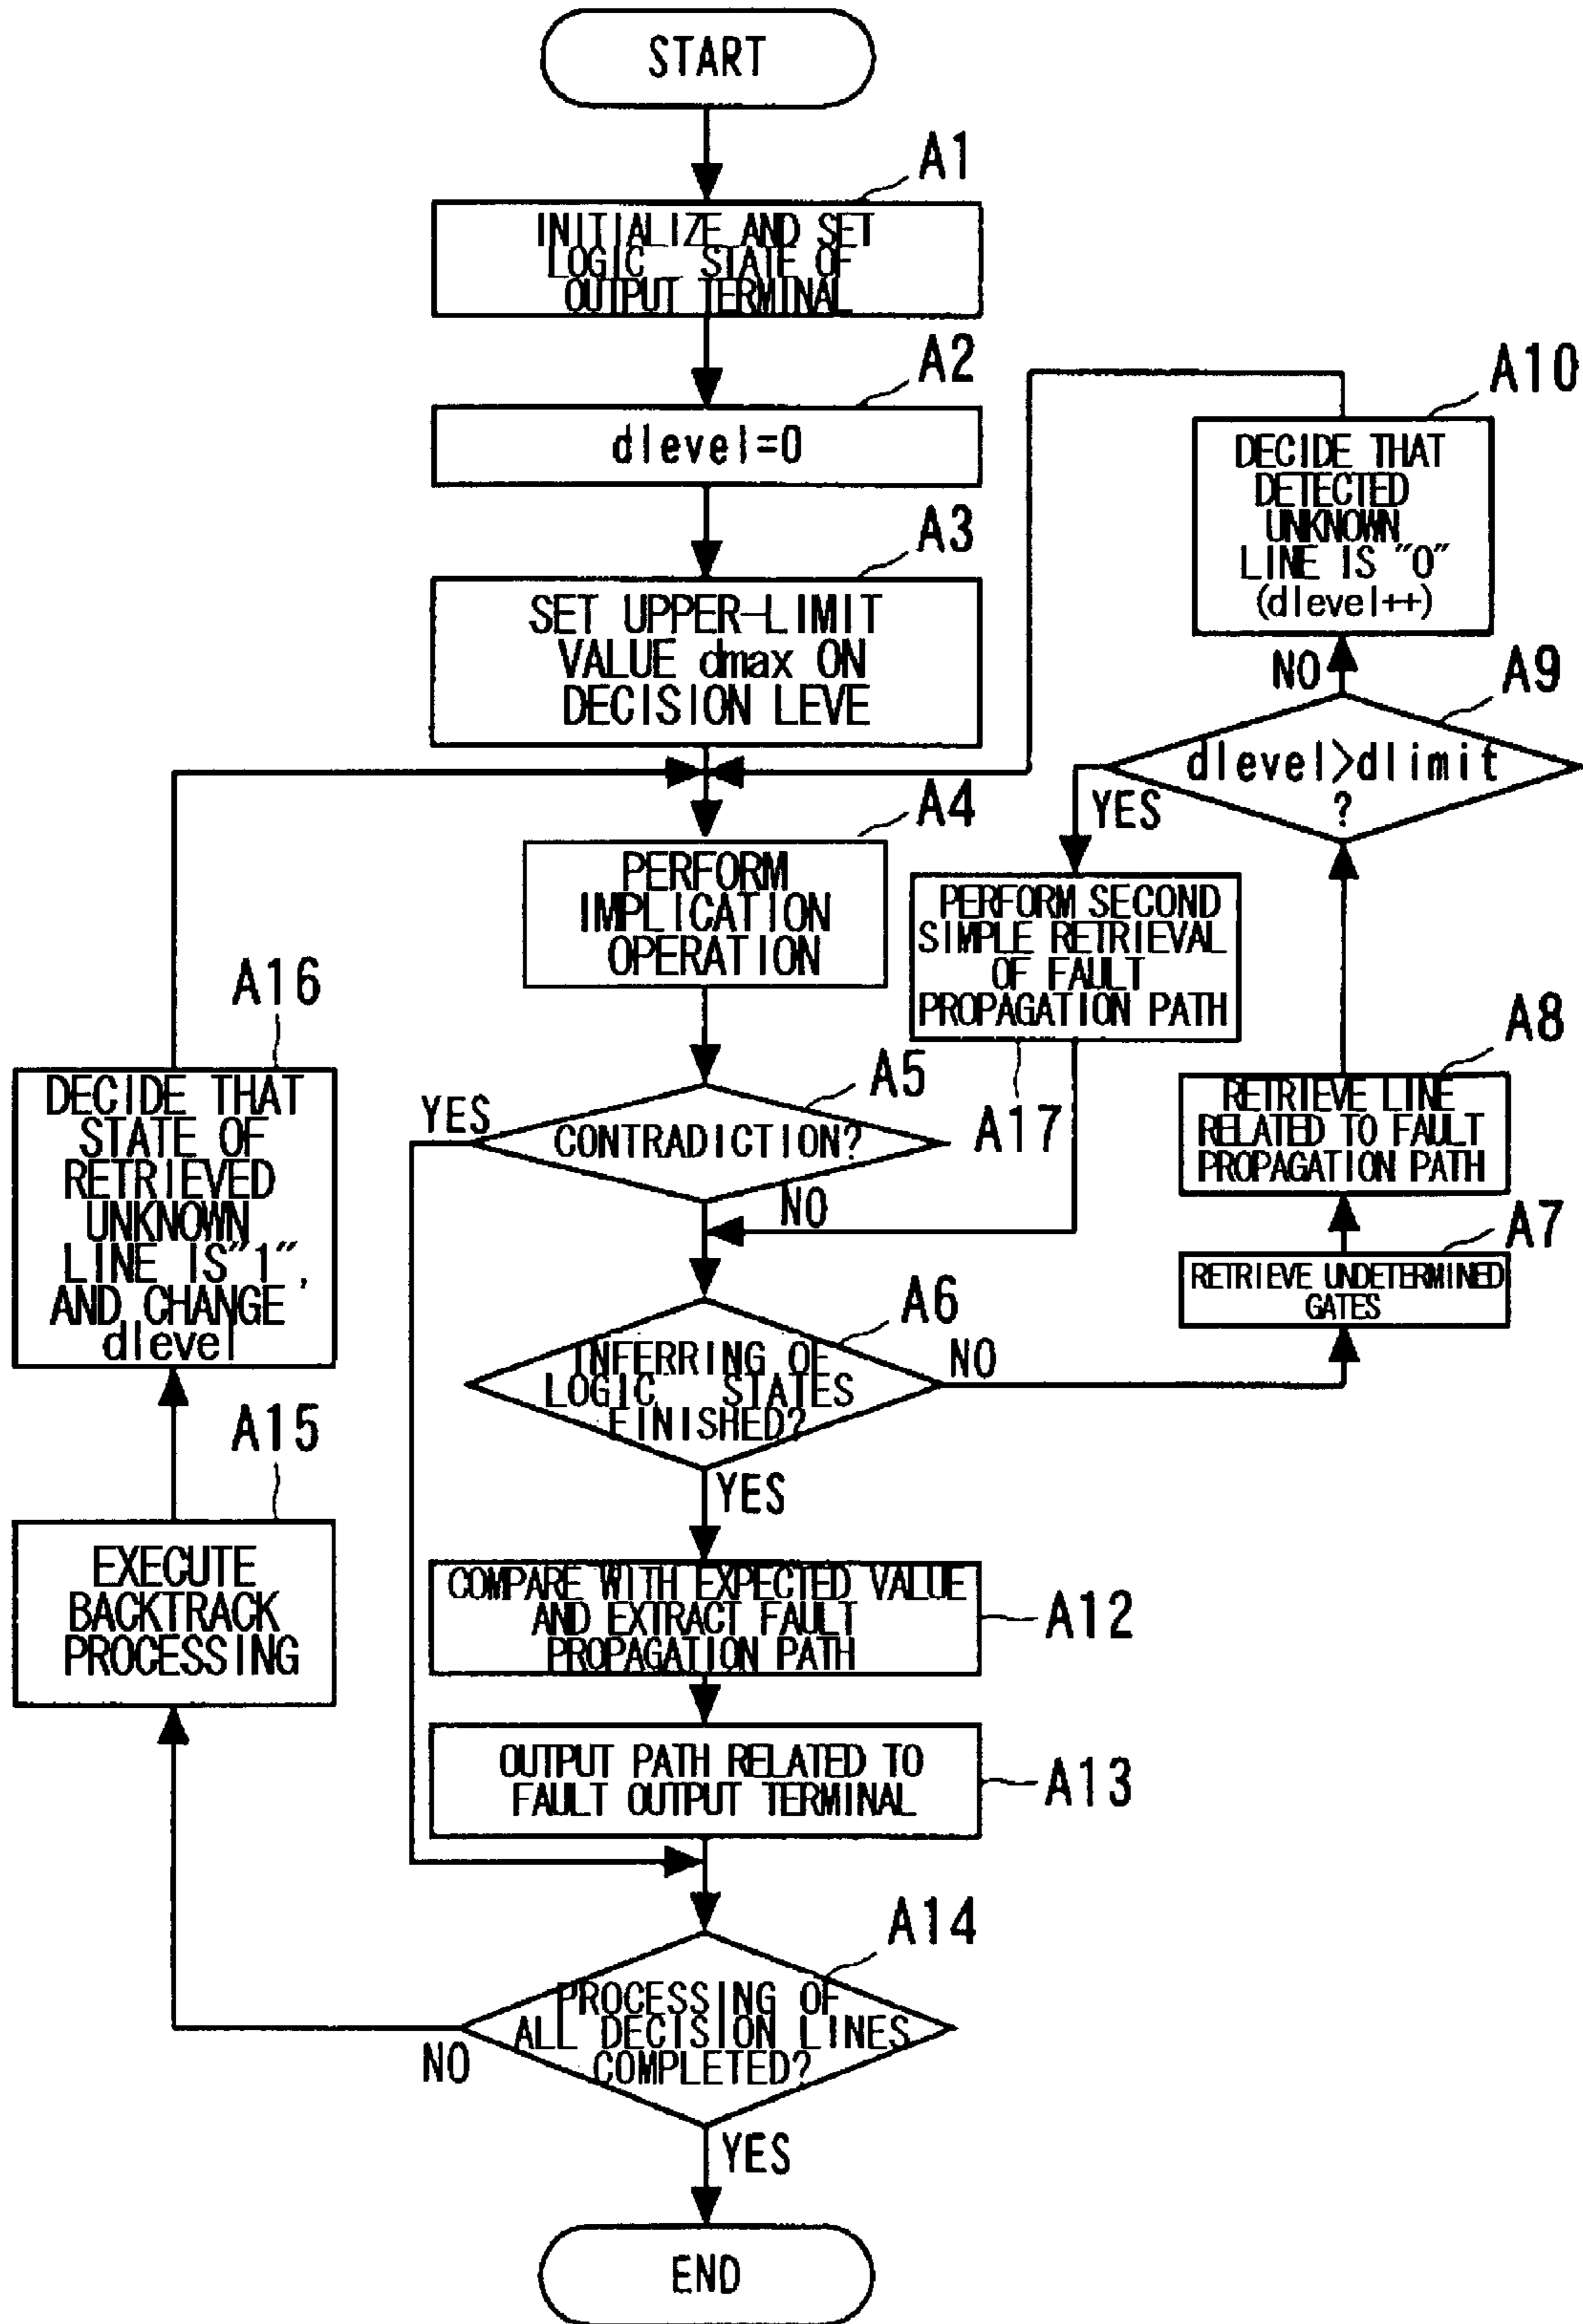 START
A1
INITIALIZE AND SET
LOGIC STATE OF
OUTPUT TERMINAL
A2
dlevel=0
A3
SET UPPER-LIMIT
VALUE dmax ON
DECISION LEVE
A10
DECIDE THAT
DETECTED
UNKNOWN
LINE IS "0"
(dlevel++)
NO
A9
dlevel>dlimit
?
YES
A4
PERFORM
IMPLICATION
OPERATION
PERFORM SECOND
SIMPLE RETRIEVAL
OF FAULT
PROPAGATION PATH
A17
A8
RETRIEVE LINE
RELATED TO FAULT
PROPAGATION PATH
A7
RETRIEVE UNDETERMINED
GATES
A16
DECIDE THAT
STATE OF
RETRIEVED
UNKNOWN
LINE IS"1",
AND CHANGE
dlevel
A5
YES
CONTRADICTION?
NO
A6
INFERRING OF
LOGIC STATES
FINISHED?
NO
YES
A15
EXECUTE
BACKTRACK
PROCESSING
COMPARE WITH EXPECTED VALUE
AND EXTRACT FAULT
PROPAGATION PATH
A12
OUTPUT PATH RELATED TO
FAULT OUTPUT TERMINAL
A13
A14
PROCESSING OF
ALL DECISION LINES
COMPLETED?
NO
YES
END